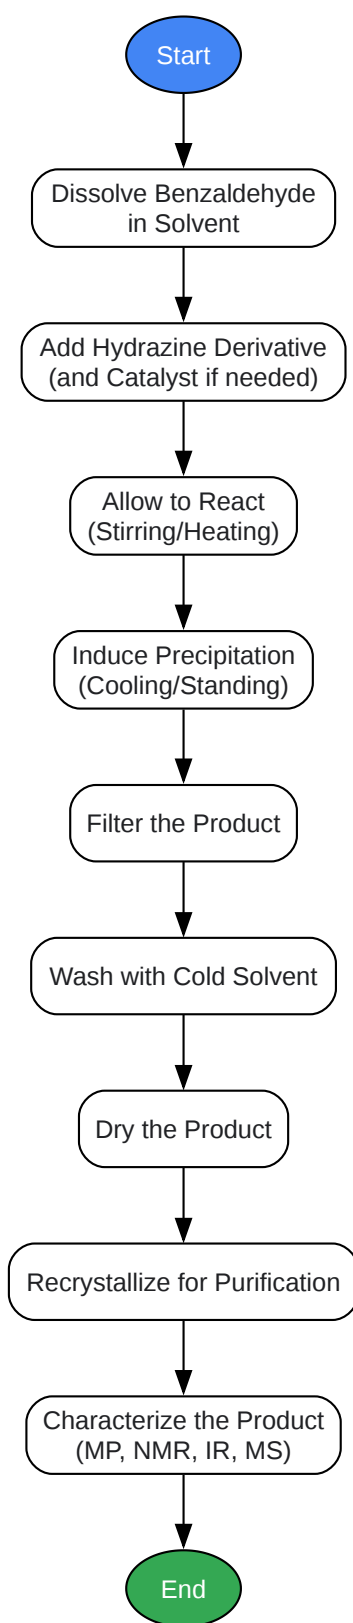 Start
Dissolve Benzaldehyde
in Solvent
Add Hydrazine Derivative
(and Catalyst if needed)
Allow to React
(Stirring/Heating)
Induce Precipitation
(Cooling/Standing)
Filter the Product
Wash with Cold Solvent
Dry the Product
Recrystallize for Purification
Characterize the Product
(MP, NMR, IR, MS)
End